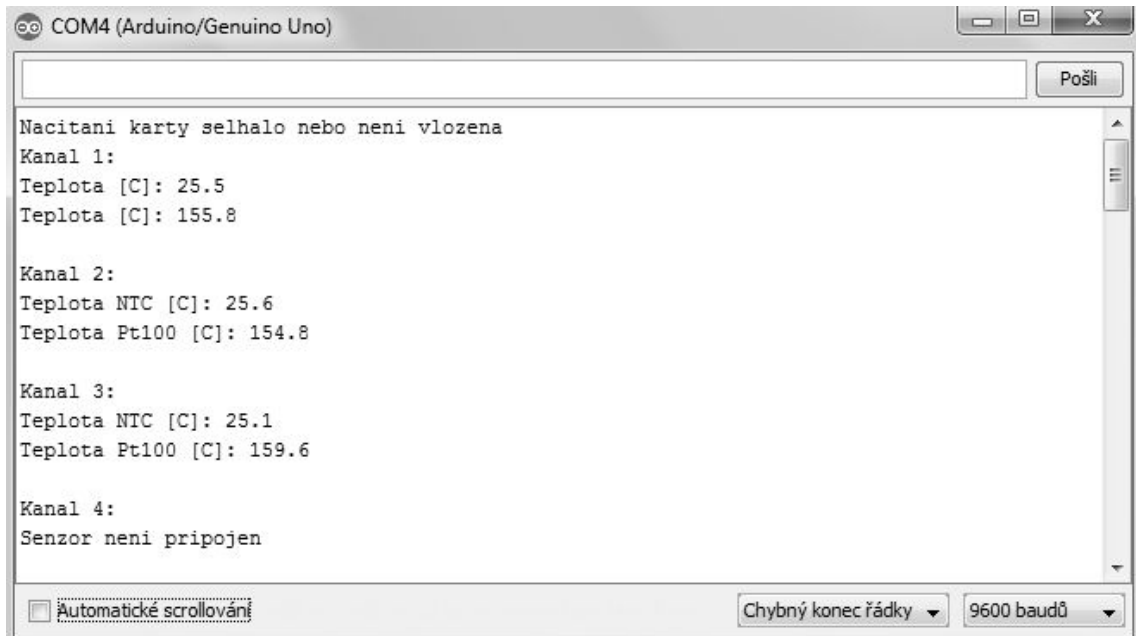 COM4 (Arduino/Genuino Uno)
Pošli
Nacitani karty selhalo nebo neni vlozena
Kanal 1:
Teplota [C]: 25.5
Teplota [C]: 155.8
Kanal 2:
Teplota NTC [C]: 25.6
Teplota Pt100 [C]: 154.8
Kanal 3:
Teplota NTC [C]: 25.1
Teplota Pt100 [C]: 159.6
Kanal 4:
Senzor neni pripojen
Automatické scrollování
Chybný konec řádky
9600 baudů